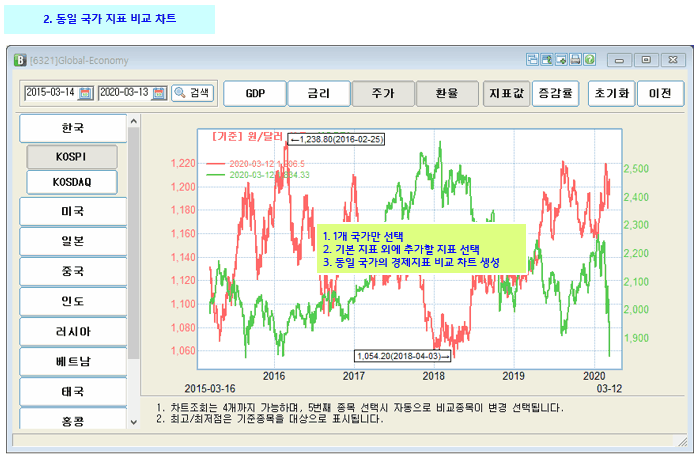 2. 동일 국가 지표 비교 차트
[6321]Global-Economy
2015-03-14 2020-03-13 검색 GDP 금리 주가 환율 지표값 증감률 초기화 이전
한국
KOSPI
KOSDAQ
미국
일본
중국
인도
러시아
베트남
태국
홍콩
[기준] 원/달러
←1,238.80(2016-02-25)
2020-03-12 1,206.5
2020-03-12 1,834.33
1. 1개 국가만 선택
2. 기본 지표 외에 추가할 지표 선택
3. 동일 국가의 경제지표 비교 차트 생성
1,054.20(2018-04-03)→
1,220
1,200
1,180
1,160
1,140
1,120
1,100
1,080
1,060
2,500
2,400
2,300
2,200
2,100
2,000
1,900
2016 2017 2018 2019 2020
2015-03-16 03-12
1. 차트조회는 4개까지 가능하며, 5번째 종목 선택시 자동으로 비교종목이 변경 선택됩니다.
2. 최고/최저점은 기준종목을 대상으로 표시됩니다.